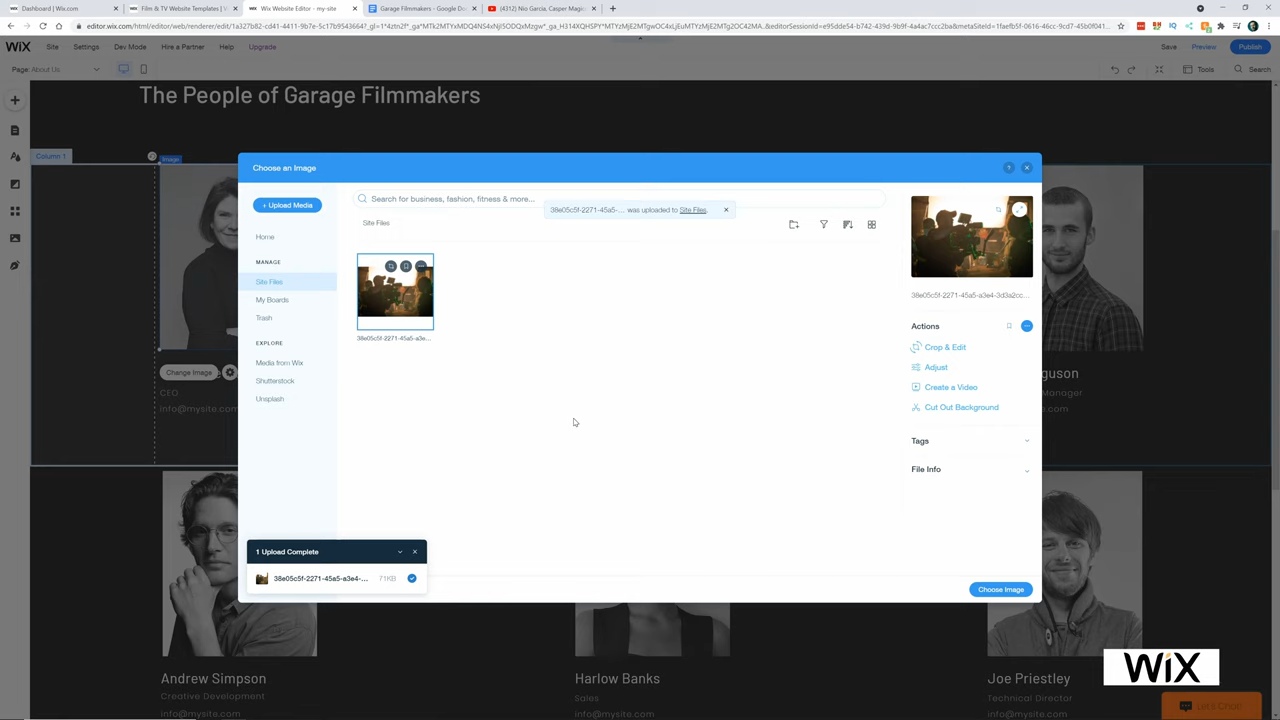 Dashboard | Wix.com
Film & TV Website Templates | W
Wix Website Editor - my-site
Garage Filmmakers - Google Do
(4312) Nio Garcia, Casper Magic
Site
Settings
Dev Mode
Hire a Partner
Help
Upgrade
Save
Preview
Publish
Page: About Us
Tools
Search
The People of Garage Filmmakers
Column 1
Image
Choose an Image
+ Upload Media
Search for business, fashion, fitness & more...
38e05c5f-2271-45a5-... was uploaded to Site Files.
Site Files
Home
MANAGE
Site Files
My Boards
Trash
EXPLORE
Media from Wix
Shutterstock
Unsplash
38e05c5f-2271-45a5-a3e...
38e05c5f-2271-45a5-a3e4-3d3a2cc...
Actions
Crop & Edit
Adjust
Create a Video
Cut Out Background
Tags
File Info
Change Image
CEO
info@mysite.com
guson
Manager
mysite.com
1 Upload Complete
38e05c5f-2271-45a5-a3e4-...
71KB
Choose Image
Andrew Simpson
Creative Development
info@mysite.com
Harlow Banks
Sales
info@mysite.com
Joe Priestley
Technical Director
info@mysite.com
WiX
Let's Chat!